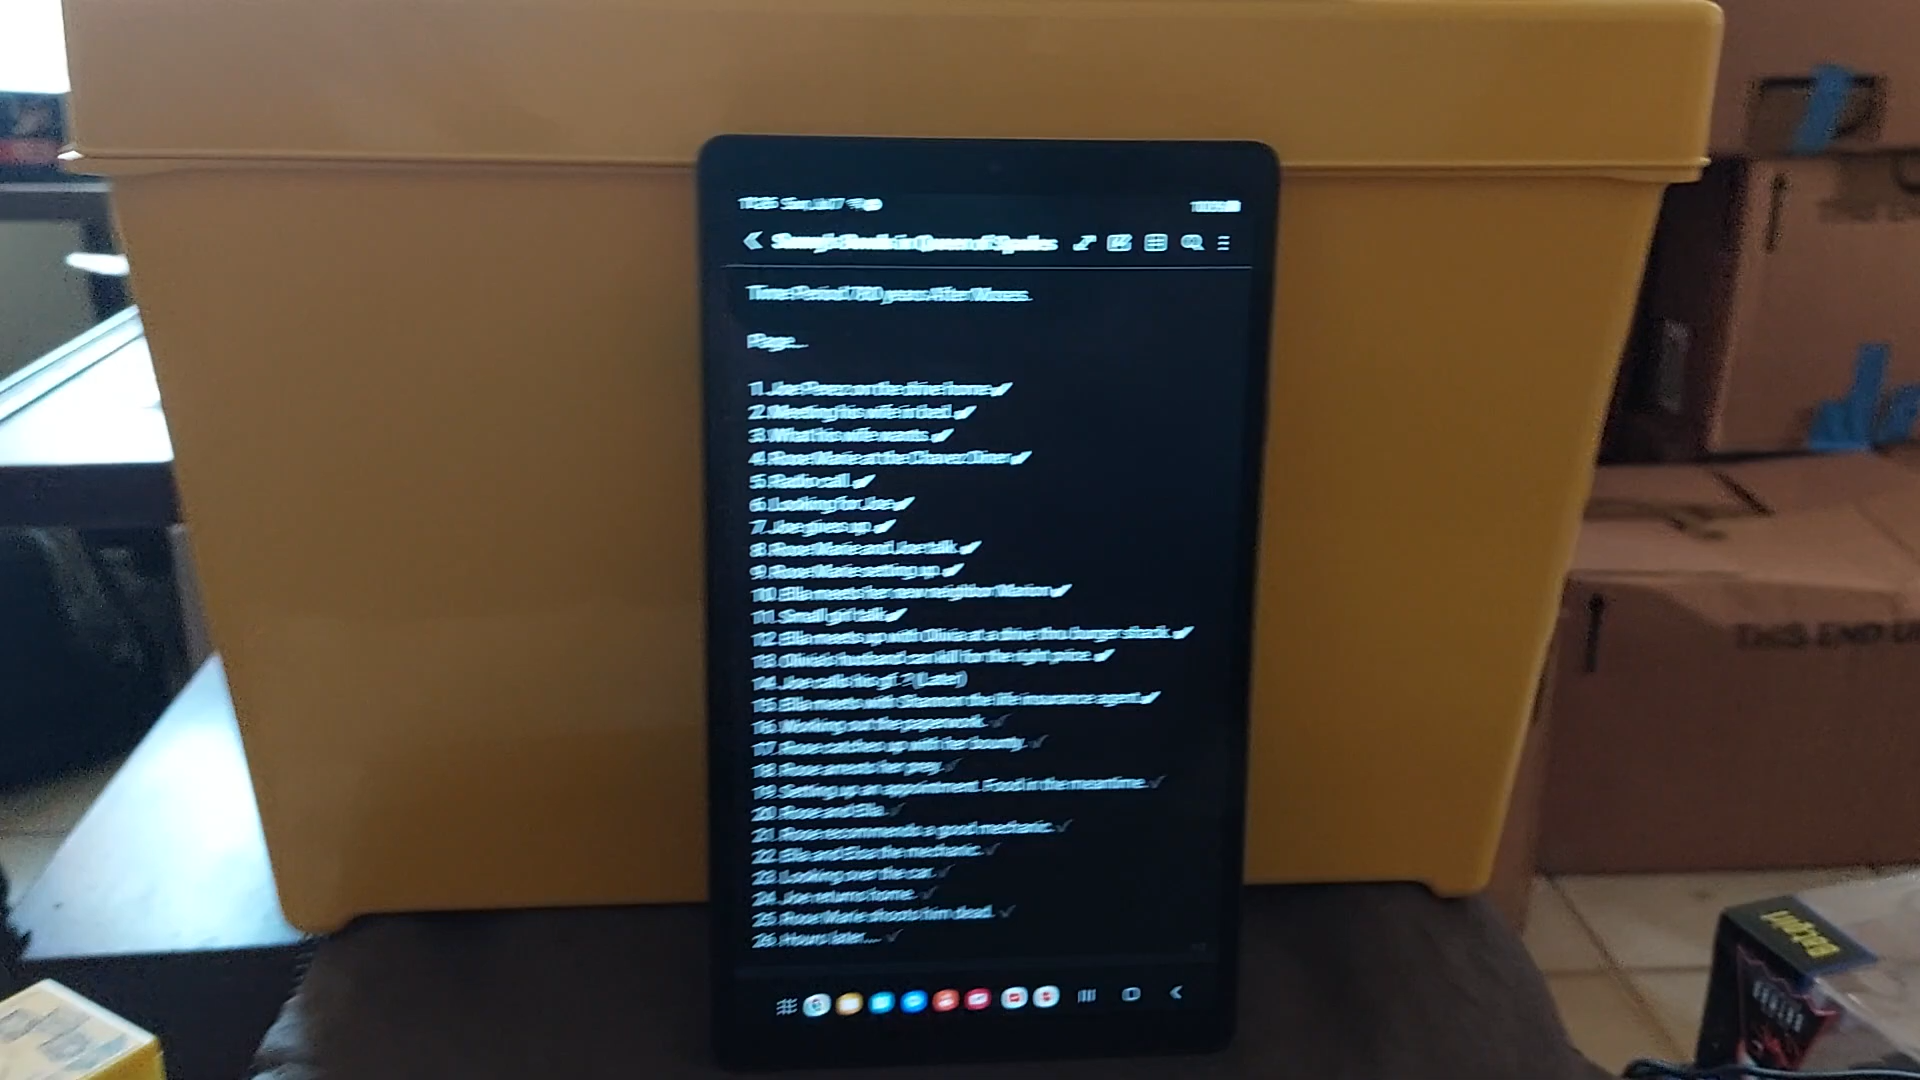 Time Period 780 years After Moses.
Page...
1. Joe Perez on the drive home ✓
2. Meeting his wife in bed. ✓
3. What his wife wants ✓
4. Rose Marie at the Chavez Diner ✓
5. Radio call. ✓
6. Looking for Joe ✓
7. Joe gives up. ✓
8. Rose Marie and Joe talk. ✓
9. Rose Marie setting up. ✓
10. Ella meets her new neighbor Marion ✓
11. Small girl talk ✓
12. Ella meets up with Olivia at a drive thru burger shack. ✓
13. Olivia's husband can kill for the right price. ✓
14. Joe calls his gf. ? (Later)
15. Ella meets with Shannon the life insurance agent. ✓
16. Working out the paperwork. ✓
17. Rose catches up with her bounty. ✓
18. Rose arrests her prey. ✓
19. Setting up an appointment. Food in the meantime. ✓
20. Rose and Ella. ✓
21. Rose recommends a good mechanic. ✓
22. Ella and the mechanic. ✓
23. Looking over the car. ✓
24. Joe returns home. ✓
25. Rose Marie shoots him dead. ✓
26. Hours later.... ✓
THIS END U